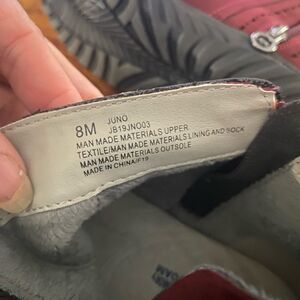 8M JUNO
JB19JNO03
MAN MADE MATERIALS UPPER
TEXTILE/MAN MADE MATERIALS LINING AND SOCK
MAN MADE MATERIALS OUTSOLE
MADE IN CHINA/F19